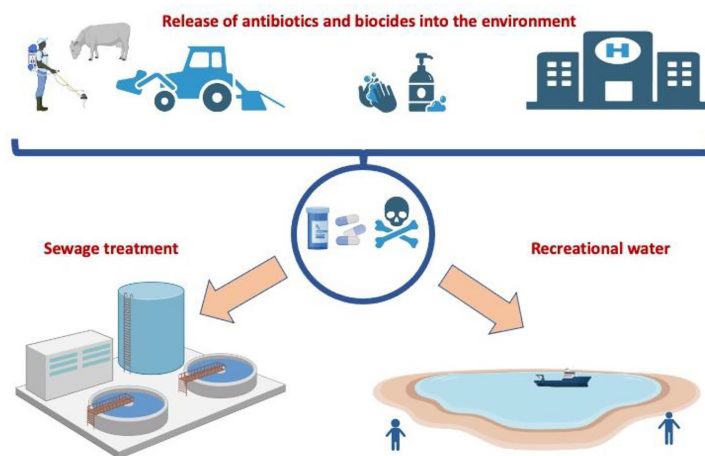 Release of antibiotics and biocides into the environment
H
Sewage treatment
Recreational water